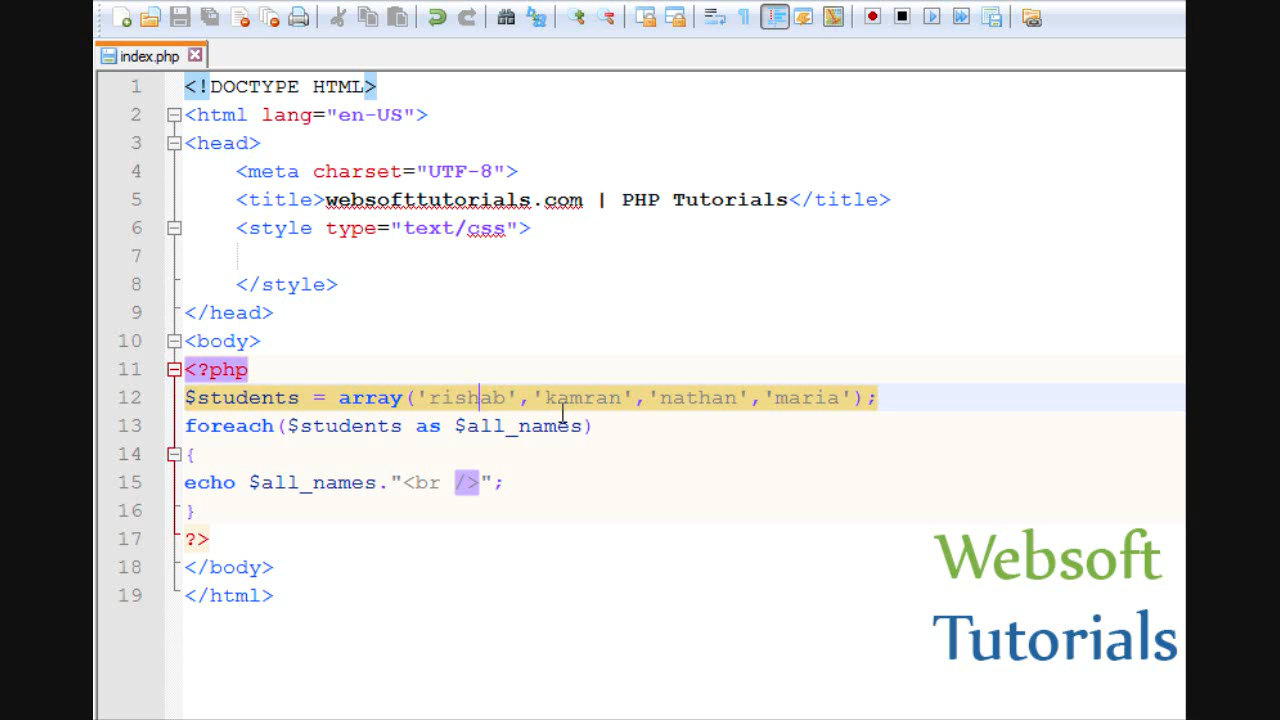 index.php
1 <!DOCTYPE HTML>
2 <html lang="en-US">
3 <head>
4 <meta charset="UTF-8">
5 <title>websofttutorials.com | PHP Tutorials</title>
6 <style type="text/css">
7
8 </style>
9 </head>
10 <body>
11 <?php
12 $students = array('rishab','kamran','nathan','maria');
13 foreach($students as $all_names)
14 {
15 echo $all_names."<br />";
16 }
17 ?>
18 </body>
19 </html>
Websoft
Tutorials